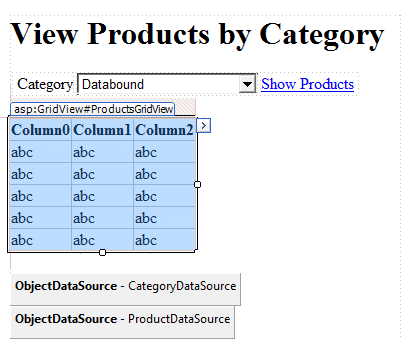 View Products by Category
Category Databound Show Products
asp:GridView#ProductsGridView
Column0 Column1 Column2
abc abc abc
abc abc abc
abc abc abc
abc abc abc
abc abc abc
ObjectDataSource - CategoryDataSource
ObjectDataSource - ProductDataSource